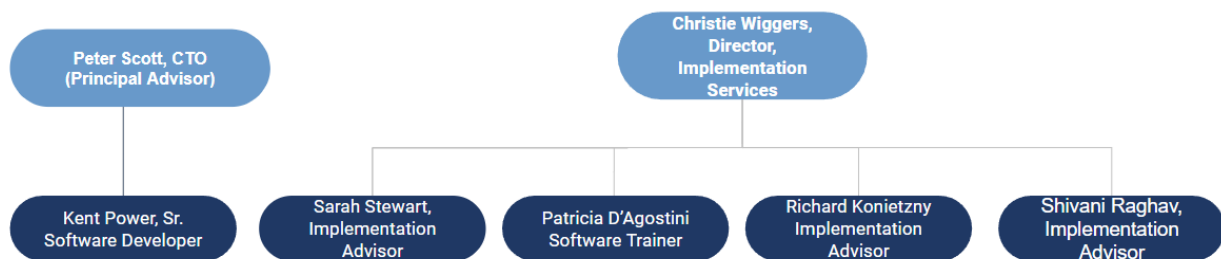 Peter Scott, CTO
(Principal Advisor)
Christie Wiggers,
Director,
Implementation
Services
Kent Power, Sr.
Software Developer
Sarah Stewart,
Implementation
Advisor
Patricia D’Agostini
Software Trainer
Richard Konietzny
Implementation
Advisor
Shivani Raghav,
Implementation
Advisor